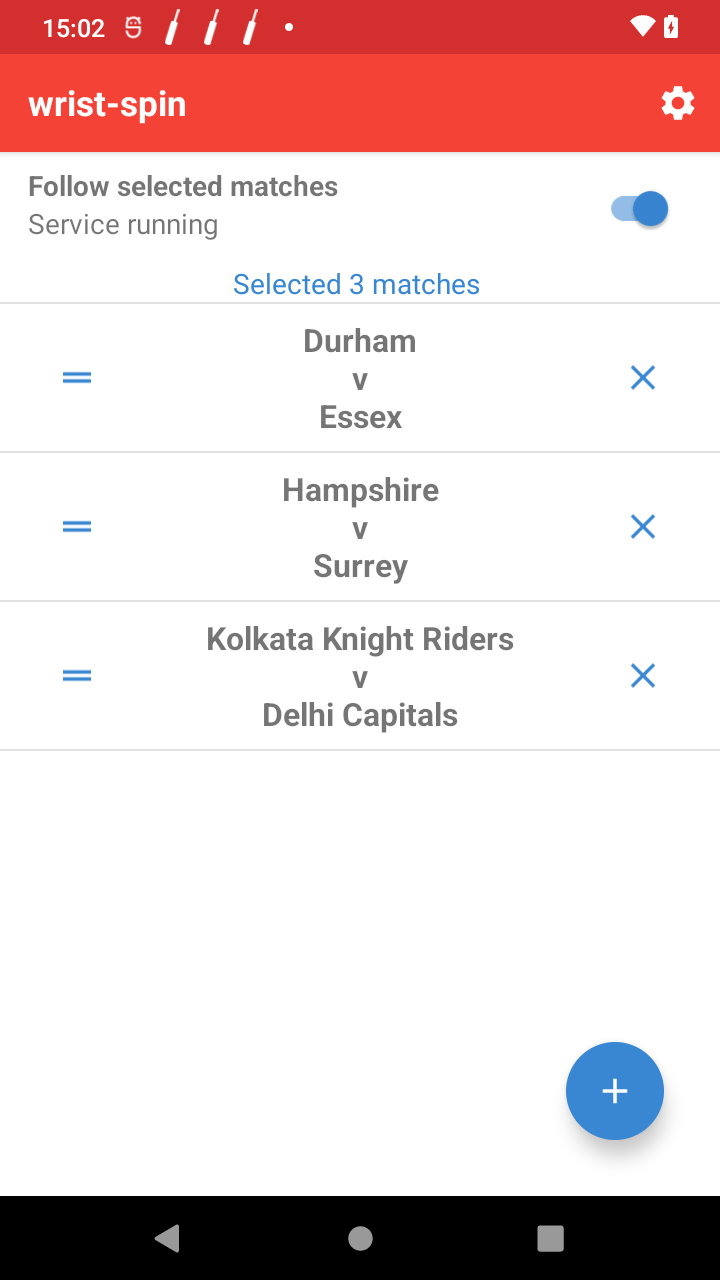 15:02
wrist-spin
Follow selected matches
Service running
Selected 3 matches
Durham
v
Essex
Hampshire
v
Surrey
Kolkata Knight Riders
v
Delhi Capitals